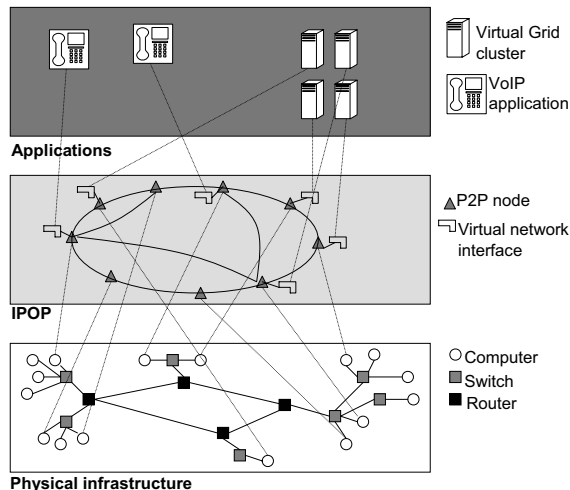 Virtual Grid
cluster
VoIP
application
Applications
P2P node
Virtual network
interface
IPOP
Computer
Switch
Router
Physical infrastructure